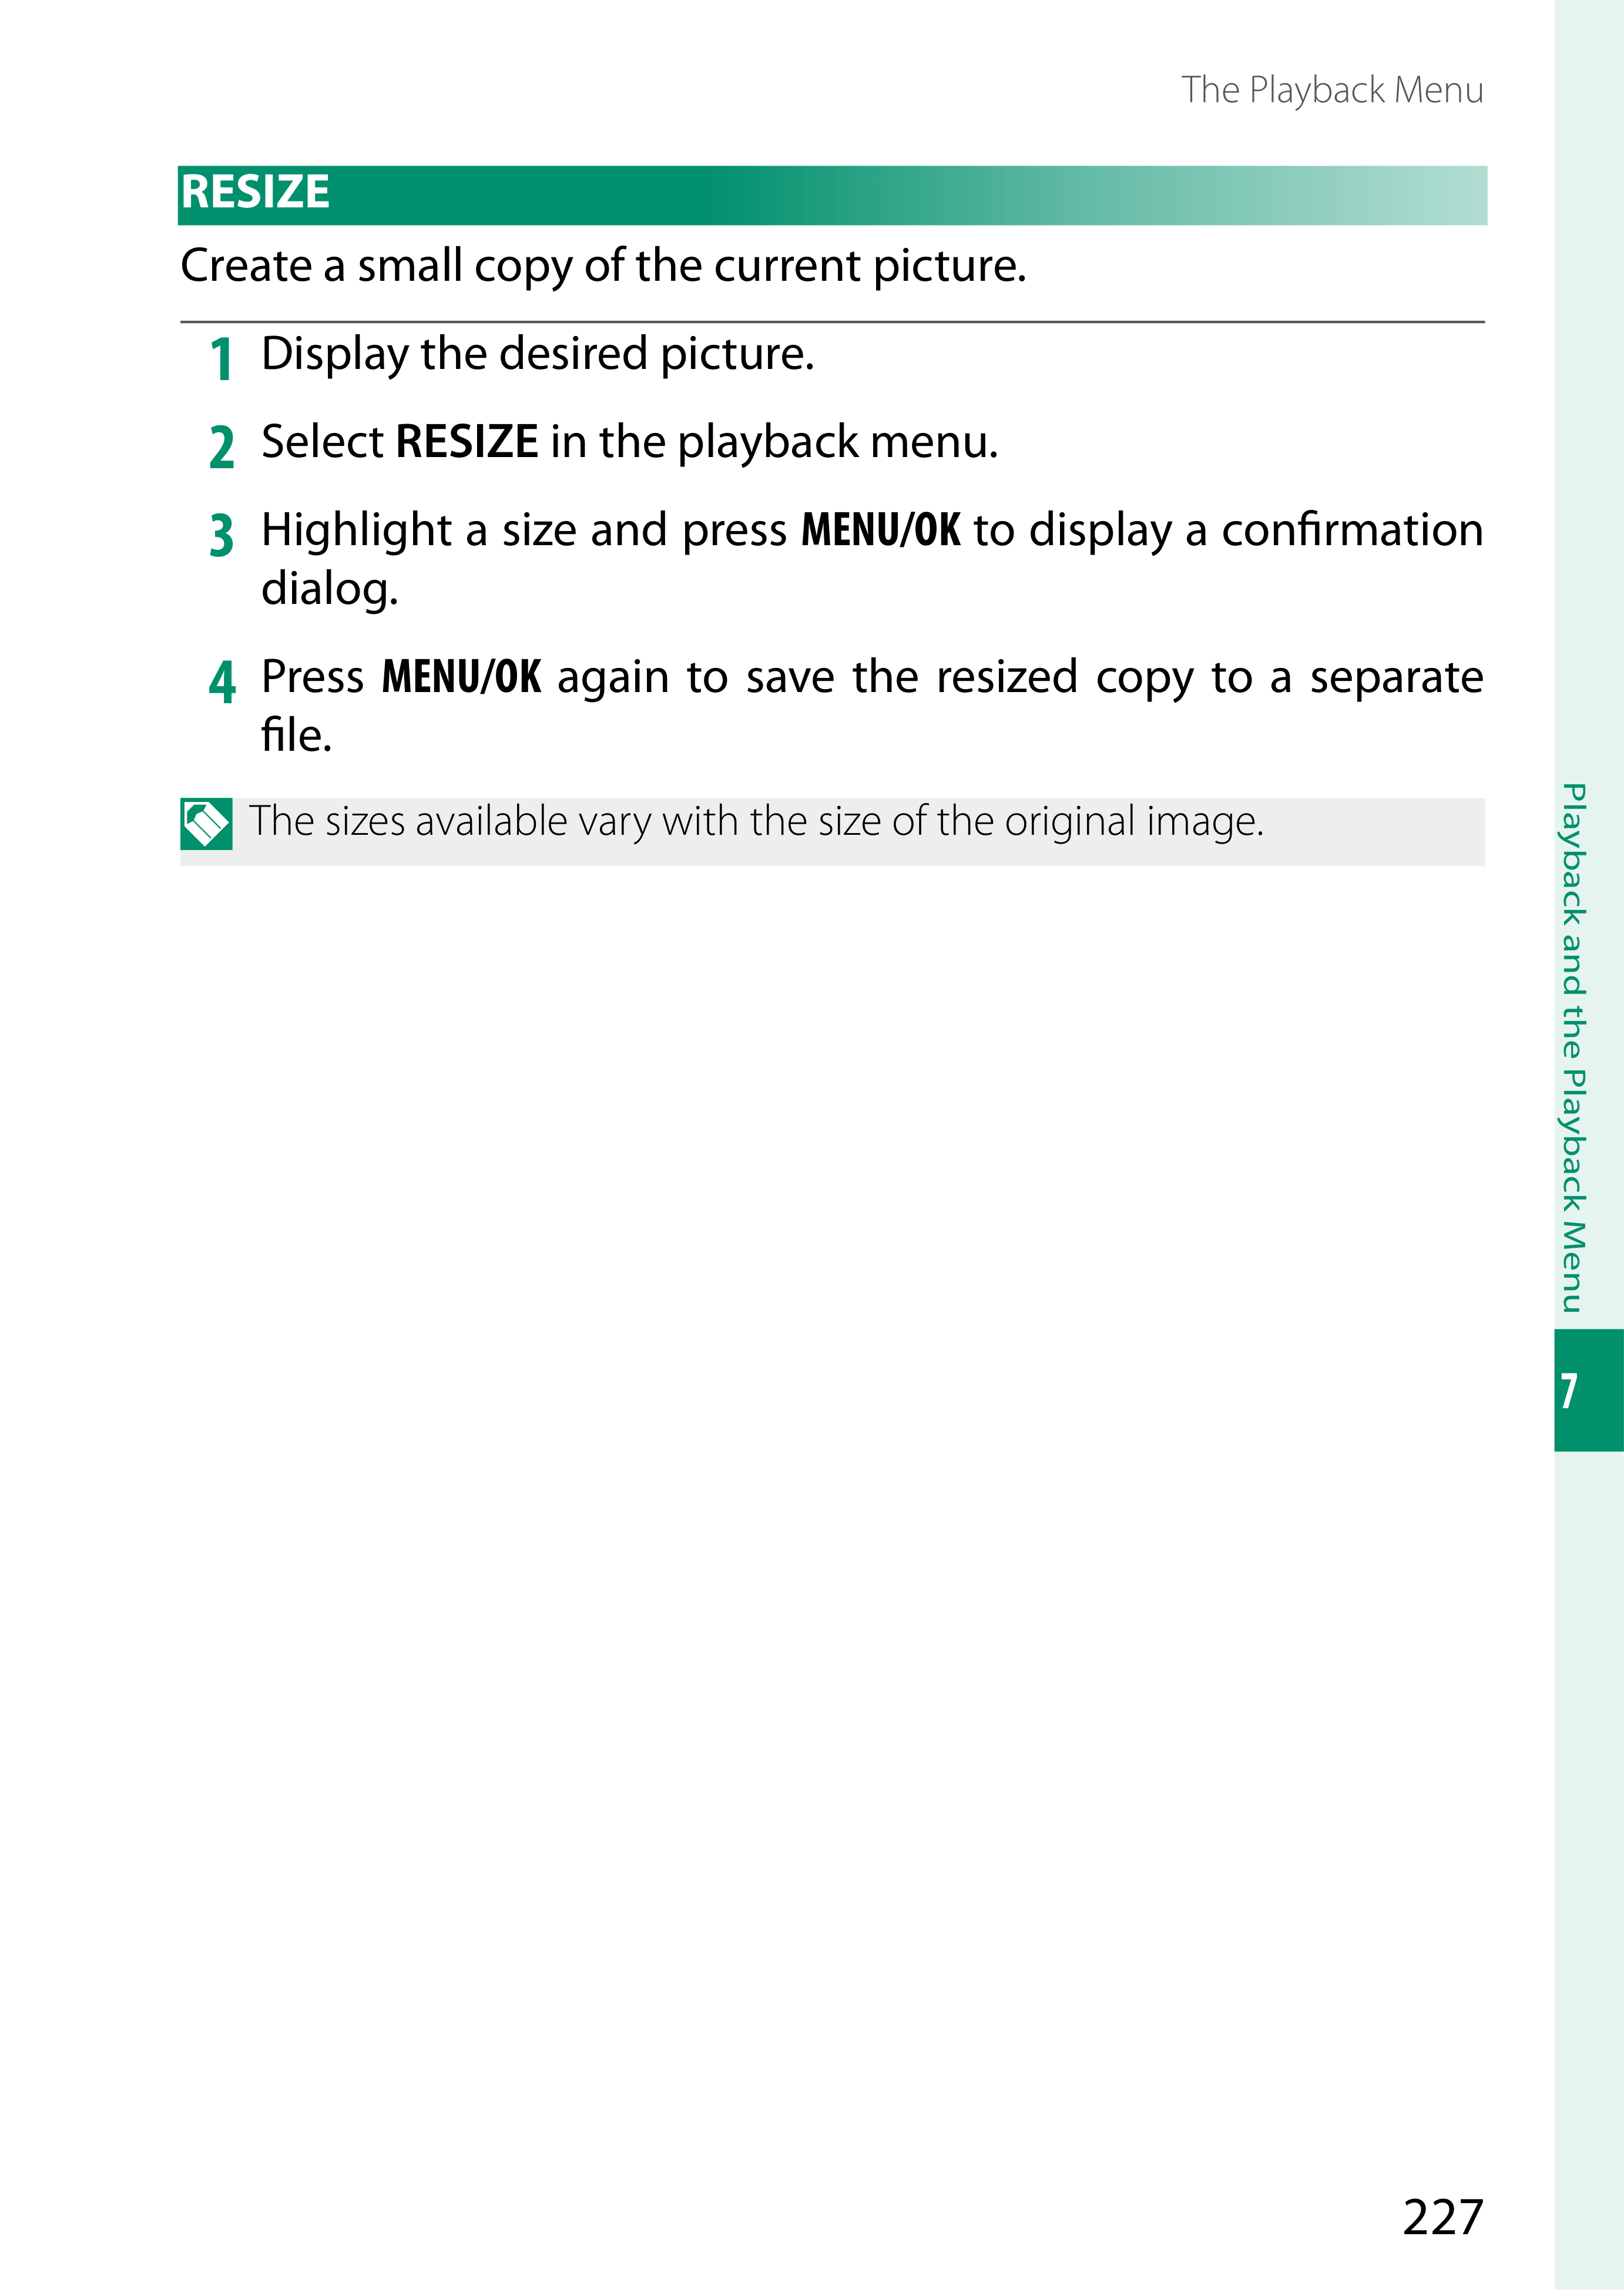 The Playback Menu
RESIZE
Create a small copy of the current picture.
1 Display the desired picture.
2 Select RESIZE in the playback menu.
3 Highlight a size and press MENU/OK to display a confirmation
dialog.
4 Press MENU/OK again to save the resized copy to a separate
file.
The sizes available vary with the size of the original image.
Playback and the Playback Menu
7
227